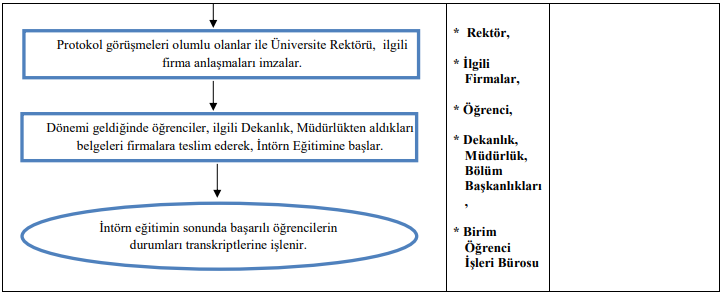 Protokol görüşmeleri olumlu olanlar ile Üniversite Rektörü, ilgili
firma anlaşmaları imzalar.
Dönemi geldiğinde öğrenciler, ilgili Dekanlık, Müdürlükten aldıkları
belgeleri firmalara teslim ederek, İntörn Eğitimine başlar.
İntörn eğitimin sonunda başarılı öğrencilerin
durumları transkriptlerine işlenir.
* Rektör,
* İlgili
Firmalar,
* Öğrenci,
* Dekanlık,
Müdürlük,
Bölüm
Başkanlıkları
,
* Birim
Öğrenci
İşleri Bürosu